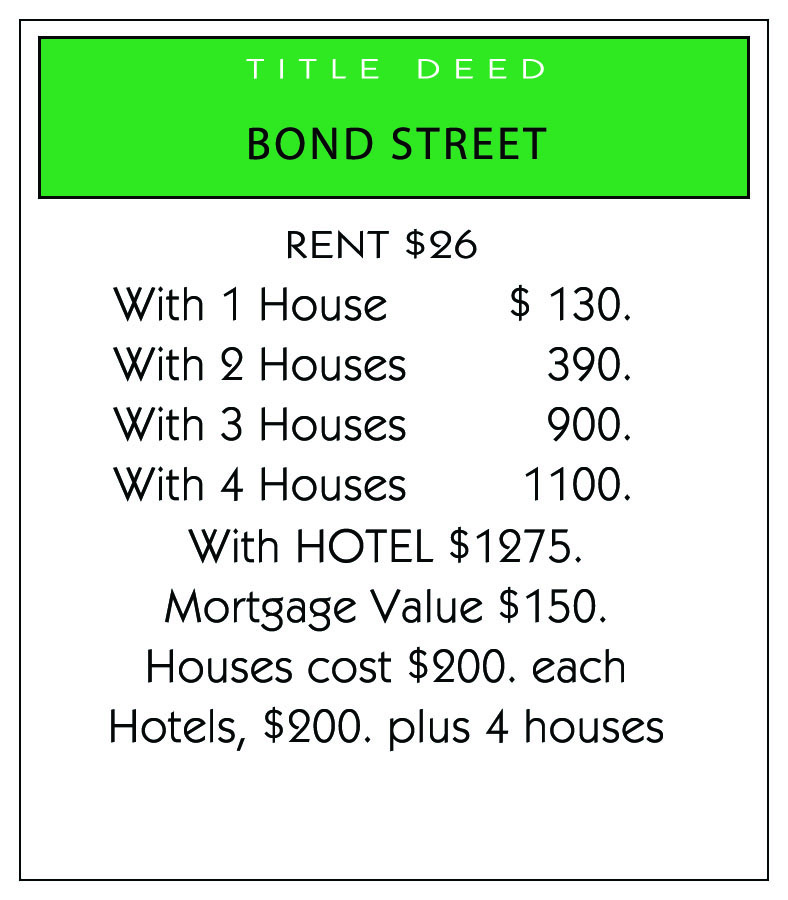 TITLE DEED
BOND STREET
RENT $26
With 1 House $ 130.
With 2 Houses 390.
With 3 Houses 900.
With 4 Houses 1100.
With HOTEL $1275.
Mortgage Value $150.
Houses cost $200. each
Hotels, $200. plus 4 houses